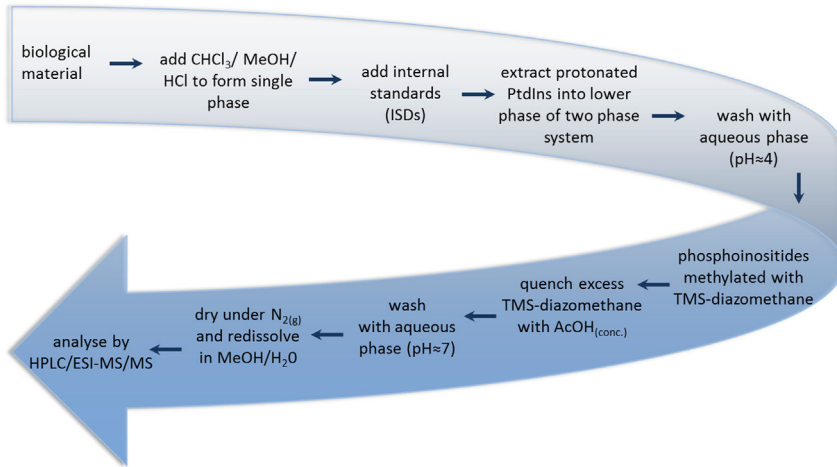 biological
material
add CHCl₃/ MeOH/
HCl to form single
phase
add internal
standards
(ISDs)
extract protonated
PtdIns into lower
phase of two phase
system
wash with
aqueous phase
(pH≈4)
phosphoinositides
methylated with
TMS-diazomethane
quench excess
TMS-diazomethane
with AcOH(conc.)
wash
with aqueous
phase (pH≈7)
dry under N₂(g)
and redissolve
in MeOH/H₂0
analyse by
HPLC/ESI-MS/MS